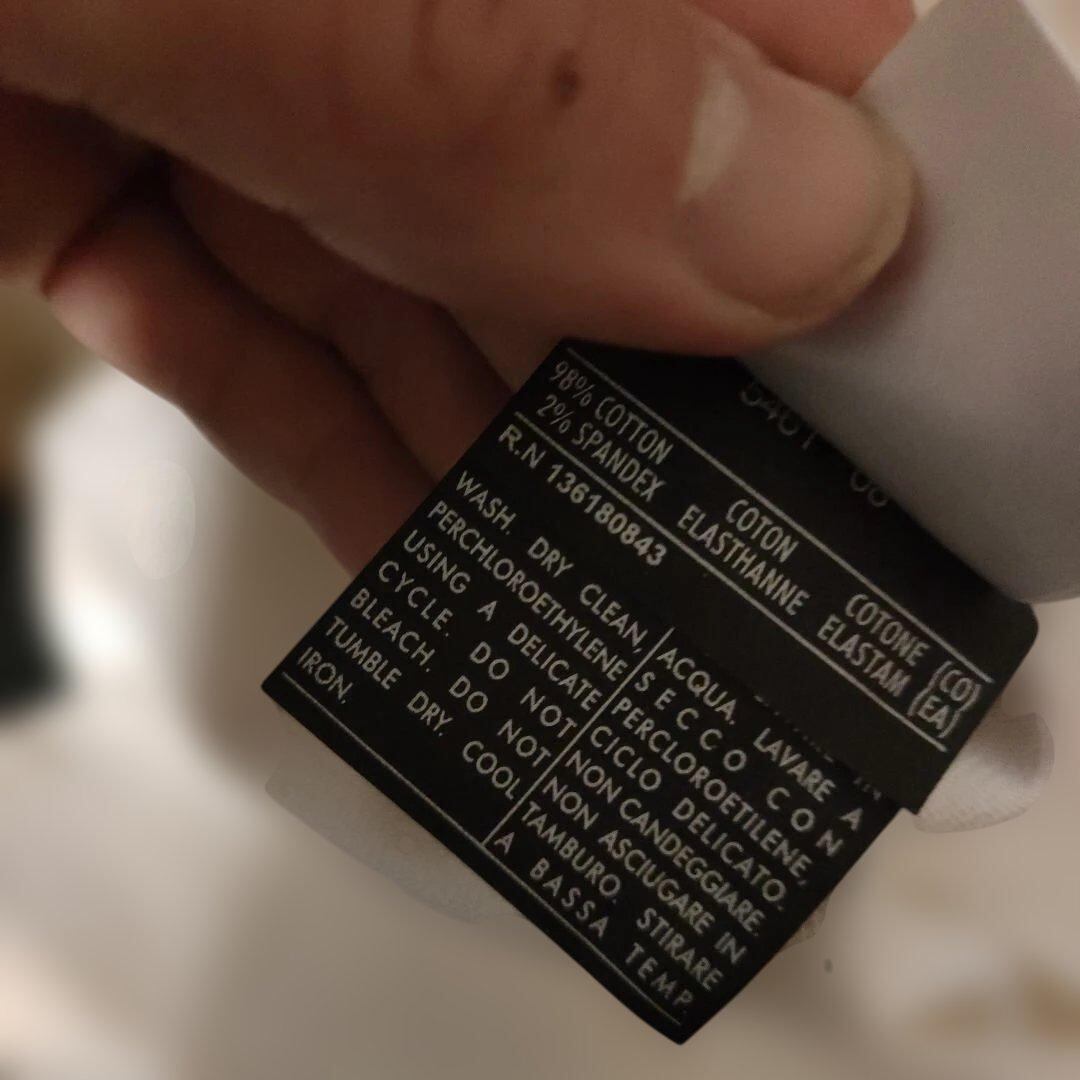 98% COTTON COTON COTONE (CO)
2% SPANDEX ELASTHANNE ELASTAM (EA)
R.N 136180843
WASH. DRY CLEAN,
PERCHLOROETHYLENE
USING A DELICATE
CYCLE. DO NOT
BLEACH. DO NOT
TUMBLE DRY. COOL
IRON.
ACQUA. LAVARE A
SECCO CON
PERCLOROETILENE,
CICLO DELICATO.
NON CANDEGGIARE.
NON ASCIUGARE IN
TAMBURO. STIRARE
A BASSA TEMP.